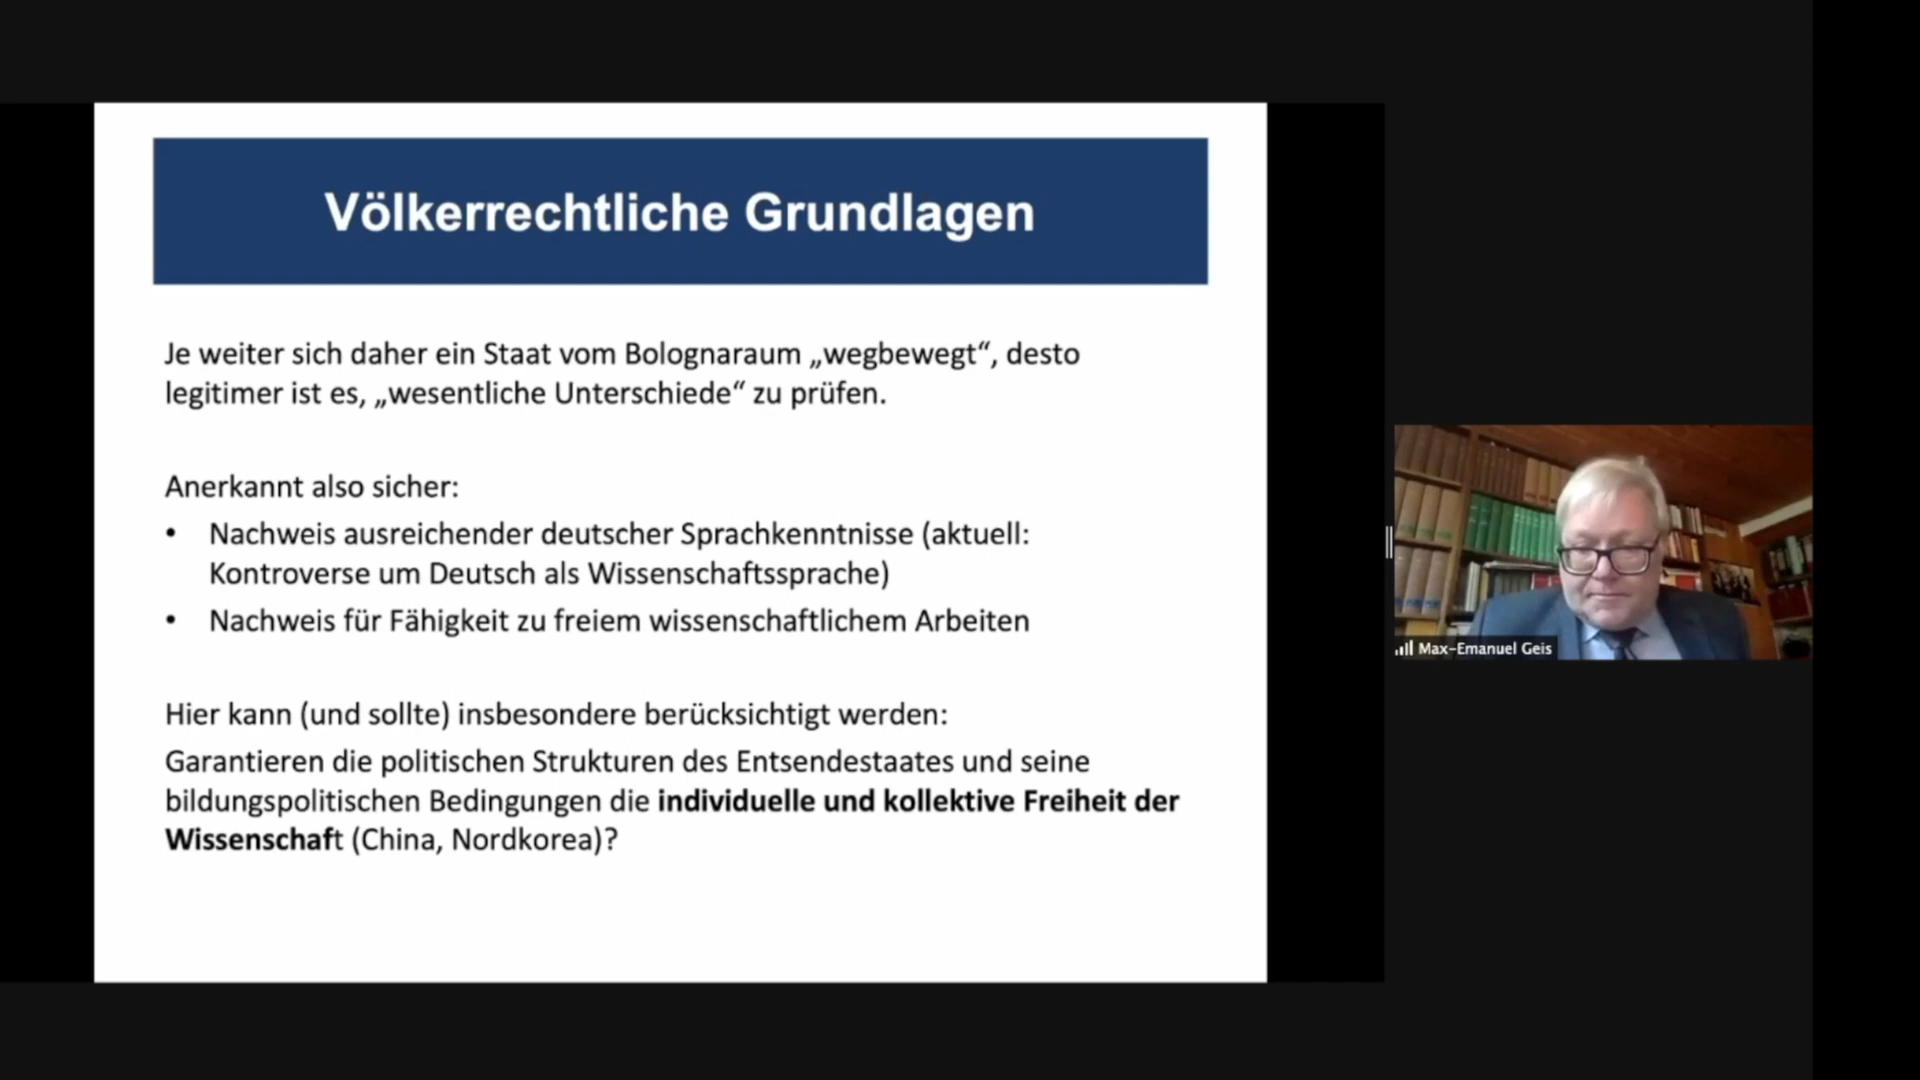 Völkerrechtliche Grundlagen
Je weiter sich daher ein Staat vom Bolognaraum „wegbewegt“, desto
legitimer ist es, „wesentliche Unterschiede“ zu prüfen.
Anerkannt also sicher:
• Nachweis ausreichender deutscher Sprachkenntnisse (aktuell:
Kontroverse um Deutsch als Wissenschaftssprache)
• Nachweis für Fähigkeit zu freiem wissenschaftlichem Arbeiten
Hier kann (und sollte) insbesondere berücksichtigt werden:
Garantieren die politischen Strukturen des Entsendestaates und seine
bildungspolitischen Bedingungen die individuelle und kollektive Freiheit der
Wissenschaft (China, Nordkorea)?
Max-Emanuel Geis